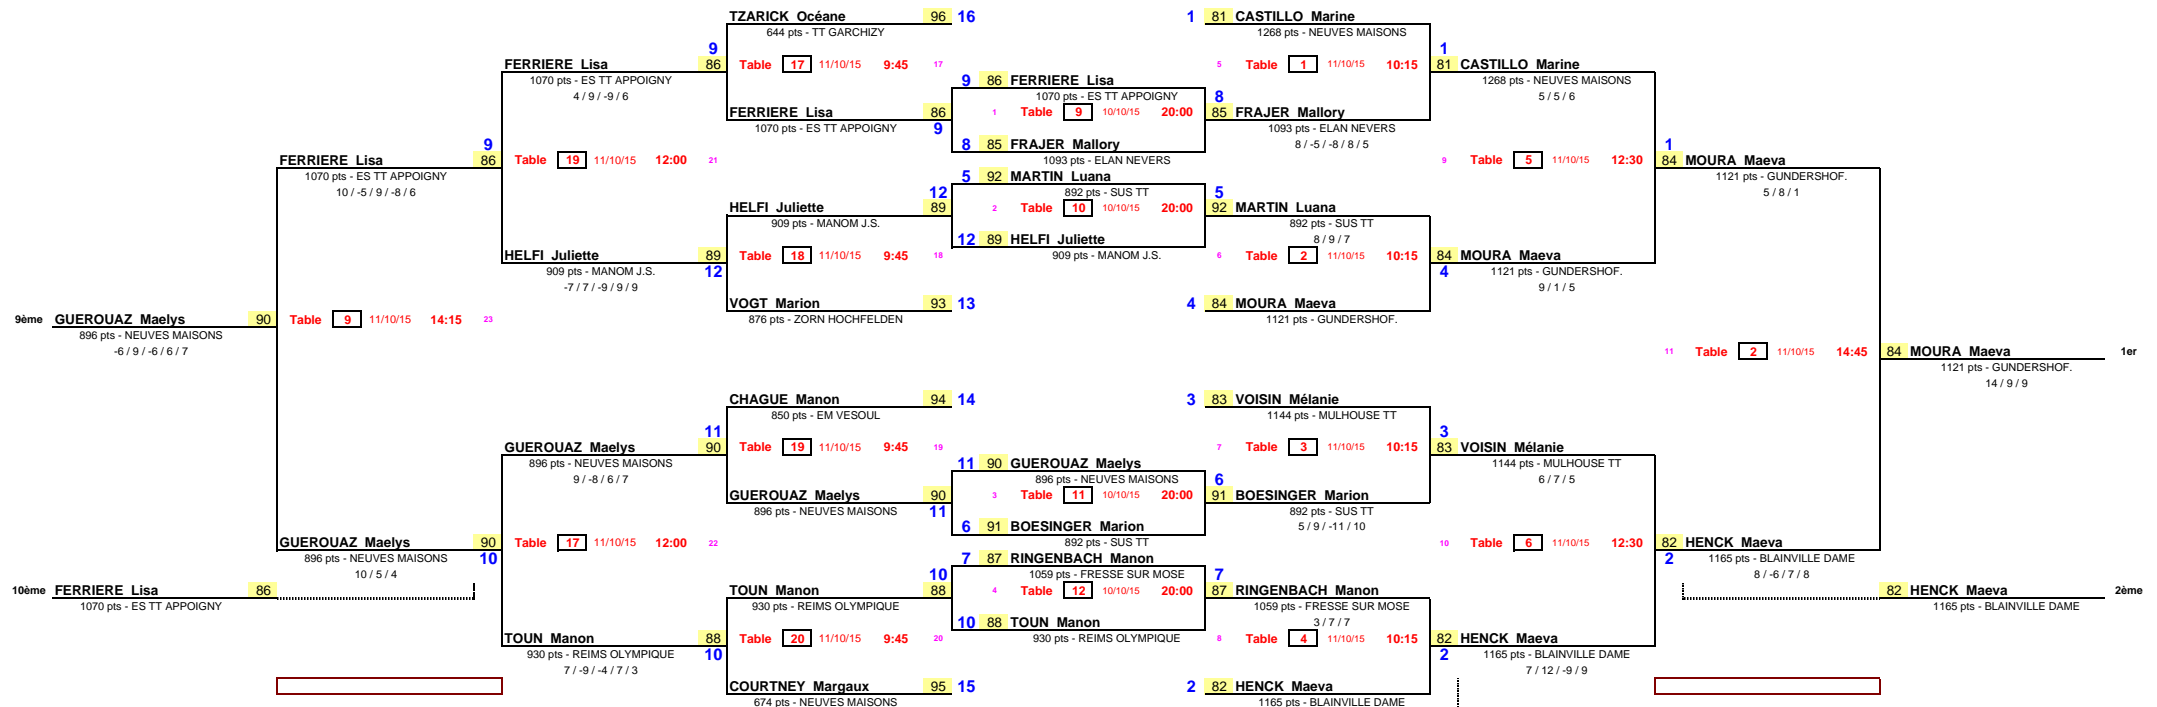 TZARICK Océane 96 16 1 81 CASTILLO Marine
644 pts - TT GARCHIZY 1268 pts - NEUVES MAISONS
9 1
FERRIERE Lisa 86 Table 17 11/10/15 9:45 17 5 Table 1 11/10/15 10:15 81 CASTILLO Marine
1070 pts - ES TT APPOIGNY 9 86 FERRIERE Lisa 1268 pts - NEUVES MAISONS
4 / 9 / -9 / 6 1070 pts - ES TT APPOIGNY 8 5 / 5 / 6
FERRIERE Lisa 86 1 Table 9 10/10/15 20:00 85 FRAJER Mallory
1070 pts - ES TT APPOIGNY 9 1093 pts - ELAN NEVERS
9 8 85 FRAJER Mallory 8 / -5 / -8 / 8 / 5 1
FERRIERE Lisa 86 Table 19 11/10/15 12:00 21 1093 pts - ELAN NEVERS 9 Table 5 11/10/15 12:30 84 MOURA Maeva
1070 pts - ES TT APPOIGNY 5 92 MARTIN Luana 1121 pts - GUNDERSHOF.
10 / -5 / 9 / -8 / 6 12 892 pts - SUS TT 5 5 / 8 / 1
HELFI Juliette 89 2 Table 10 10/10/15 20:00 92 MARTIN Luana
909 pts - MANOM J.S. 892 pts - SUS TT
12 89 HELFI Juliette 8 / 9 / 7
HELFI Juliette 89 Table 18 11/10/15 9:45 18 909 pts - MANOM J.S. 6 Table 2 11/10/15 10:15 84 MOURA Maeva
909 pts - MANOM J.S. 12 4 1121 pts - GUNDERSHOF.
-7 / 7 / -9 / 9 / 9 9 / 1 / 5
VOGT Marion 93 13 4 84 MOURA Maeva
9ème GUEROUAZ Maelys 90 Table 9 11/10/15 14:15 23 876 pts - ZORN HOCHFELDEN 1121 pts - GUNDERSHOF.
896 pts - NEUVES MAISONS
-6 / 9 / -6 / 6 / 7 11 Table 2 11/10/15 14:45 84 MOURA Maeva 1er
1121 pts - GUNDERSHOF.
14 / 9 / 9
CHAGUE Manon 94 14 3 83 VOISIN Mélanie
850 pts - EM VESOUL 1144 pts - MULHOUSE TT
11 3
GUEROUAZ Maelys 90 Table 19 11/10/15 9:45 19 7 Table 3 11/10/15 10:15 83 VOISIN Mélanie
896 pts - NEUVES MAISONS 11 90 GUEROUAZ Maelys 1144 pts - MULHOUSE TT
9 / -8 / 6 / 7 896 pts - NEUVES MAISONS 6 6 / 7 / 5
GUEROUAZ Maelys 90 3 Table 11 10/10/15 20:00 91 BOESINGER Marion
896 pts - NEUVES MAISONS 11 892 pts - SUS TT
6 91 BOESINGER Marion 5 / 9 / -11 / 10
GUEROUAZ Maelys 90 Table 17 11/10/15 12:00 22 892 pts - SUS TT 10 Table 6 11/10/15 12:30 82 HENCK Maeva
896 pts - NEUVES MAISONS 10 7 87 RINGENBACH Manon 2 1165 pts - BLAINVILLE DAME
10 / 5 / 4 10 1059 pts - FRESSE SUR MOSE 7 8 / -6 / 7 / 8
10ème FERRIERE Lisa 86 TOUN Manon 88 4 Table 12 10/10/15 20:00 87 RINGENBACH Manon 82 HENCK Maeva 2ème
1070 pts - ES TT APPOIGNY 930 pts - REIMS OLYMPIQUE 1059 pts - FRESSE SUR MOSE 1165 pts - BLAINVILLE DAME
10 88 TOUN Manon 3 / 7 / 7
TOUN Manon 88 Table 20 11/10/15 9:45 20 930 pts - REIMS OLYMPIQUE 8 Table 4 11/10/15 10:15 82 HENCK Maeva
930 pts - REIMS OLYMPIQUE 10 2 1165 pts - BLAINVILLE DAME
7 / -9 / -4 / 7 / 3 7 / 12 / -9 / 9
COURTNEY Margaux 95 15 2 82 HENCK Maeva
674 pts - NEUVES MAISONS 1165 pts - BLAINVILLE DAME